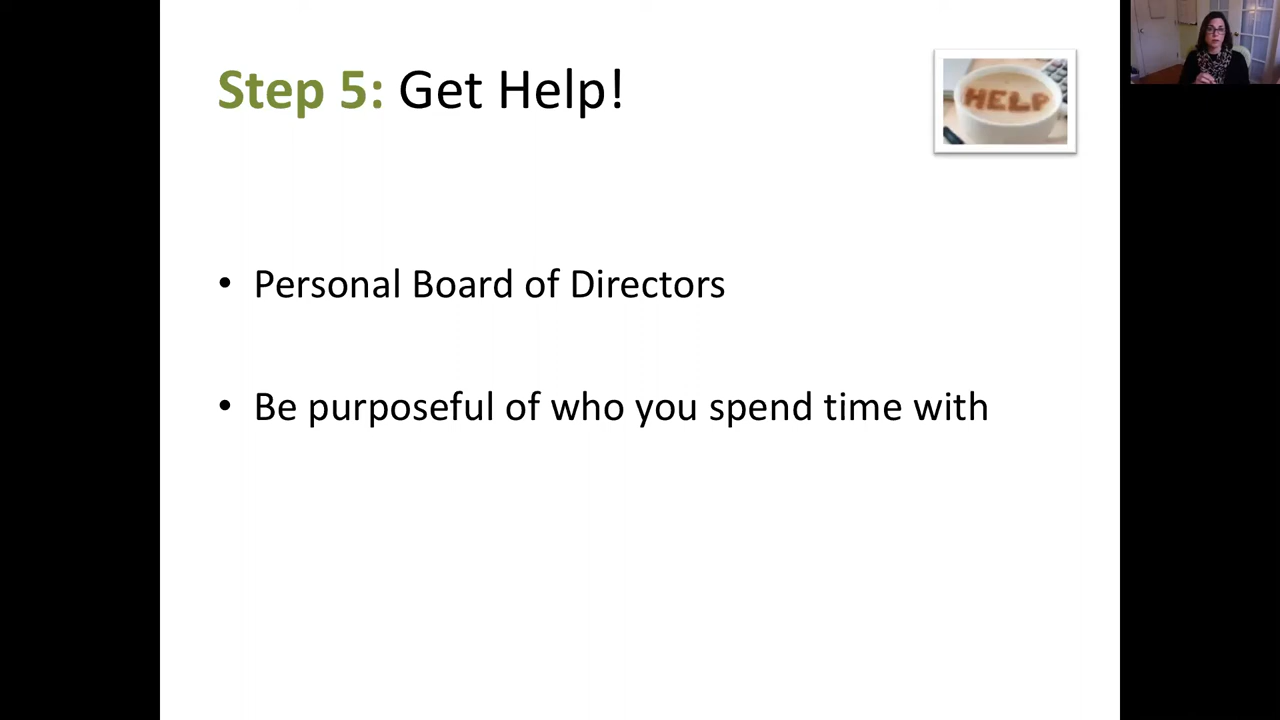 Step 5: Get Help!
HELP
• Personal Board of Directors
• Be purposeful of who you spend time with